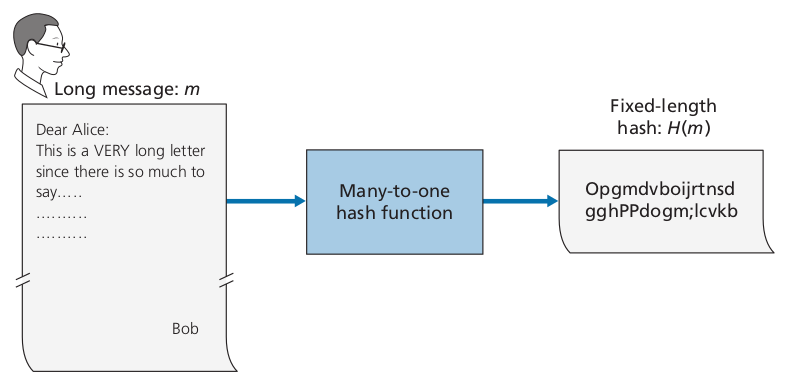 Long message: m
Dear Alice:
This is a VERY long letter
since there is so much to
say.....
..........
..........
Bob
Many-to-one
hash function
Fixed-length
hash: H(m)
Opgmdvboijrtnsd
gghPPdogm;lcvkb